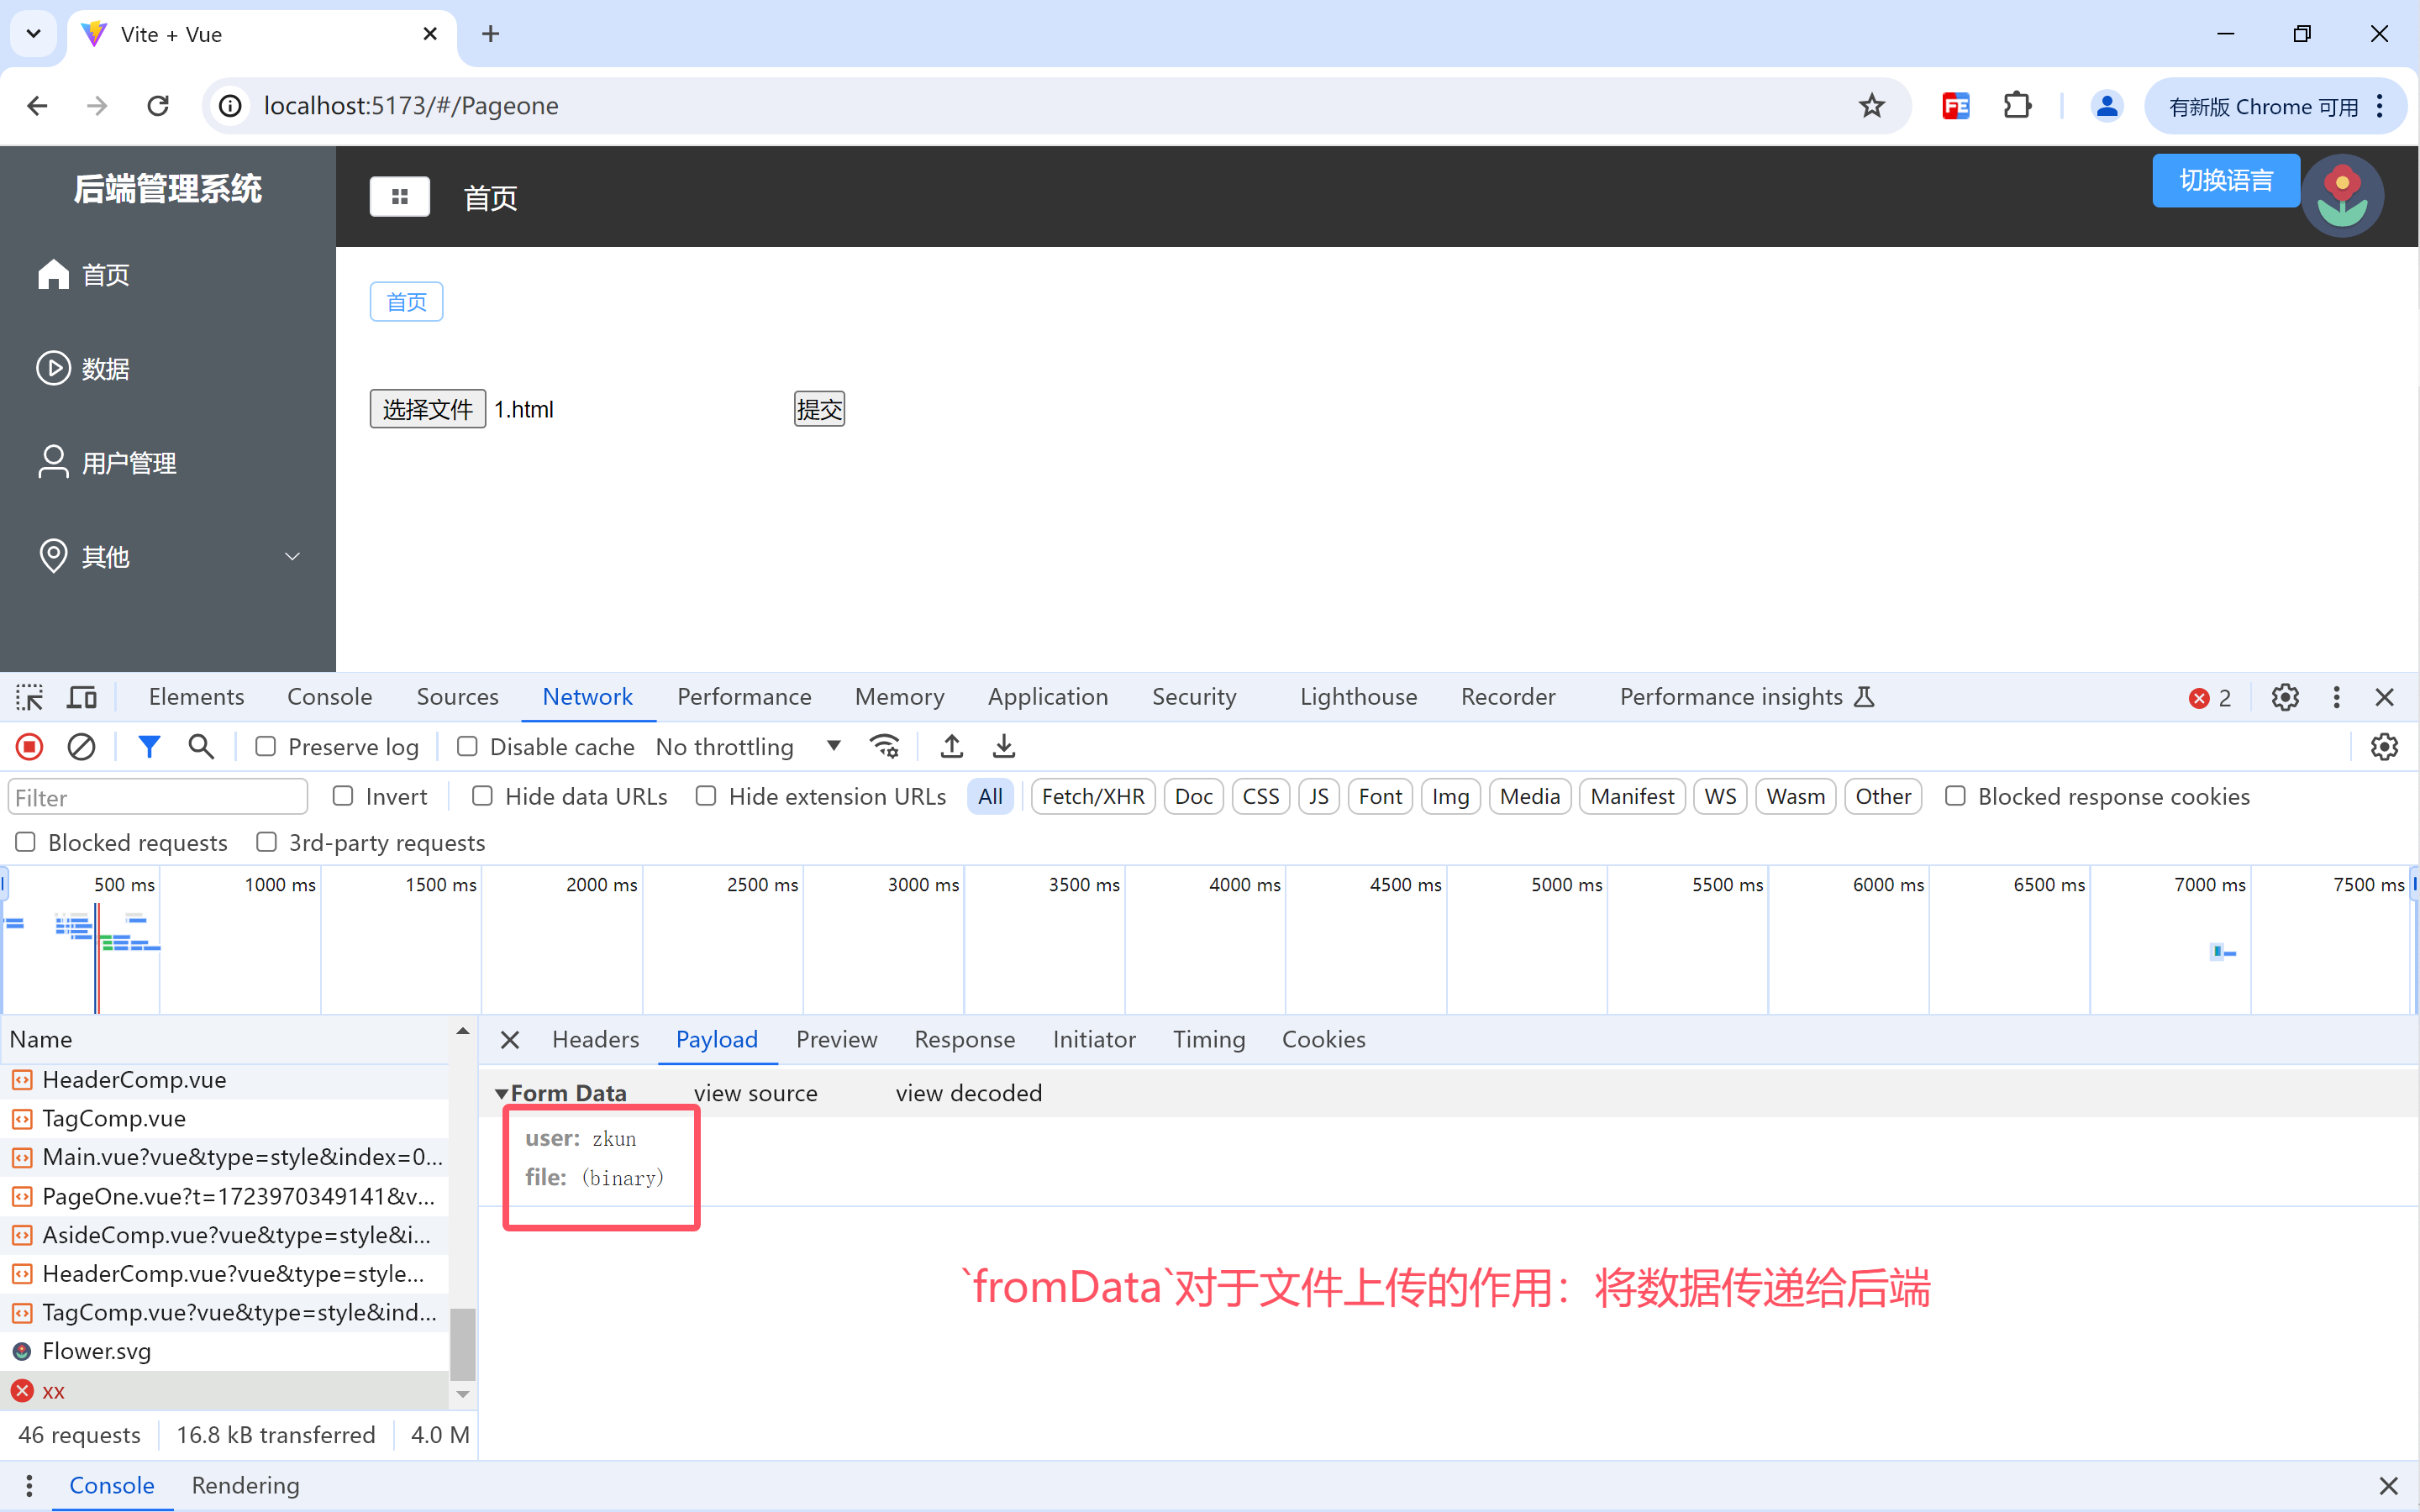 Vite + Vue
localhost:5173/#/Pageone
有新版 Chrome 可用
后端管理系统
首页
切换语言
首页
首页
数据
选择文件 1.html 提交
用户管理
其他
Elements Console Sources Network Performance Memory Application Security Lighthouse Recorder Performance insights 2
Preserve log Disable cache No throttling
Filter Invert Hide data URLs Hide extension URLs All Fetch/XHR Doc CSS JS Font Img Media Manifest WS Wasm Other Blocked response cookies
Blocked requests 3rd-party requests
500 ms 1000 ms 1500 ms 2000 ms 2500 ms 3000 ms 3500 ms 4000 ms 4500 ms 5000 ms 5500 ms 6000 ms 6500 ms 7000 ms 7500 ms
Name
HeaderComp.vue
TagComp.vue
Main.vue?vue&type=style&index=0...
PageOne.vue?t=1723970349141&v...
AsideComp.vue?vue&type=style&i...
HeaderComp.vue?vue&type=style...
TagComp.vue?vue&type=style&ind...
Flower.svg
xx
46 requests 16.8 kB transferred 4.0 M
Headers Payload Preview Response Initiator Timing Cookies
Form Data view source view decoded
user: zkun
file: (binary)
`fromData`对于文件上传的作用：将数据传递给后端
Console Rendering